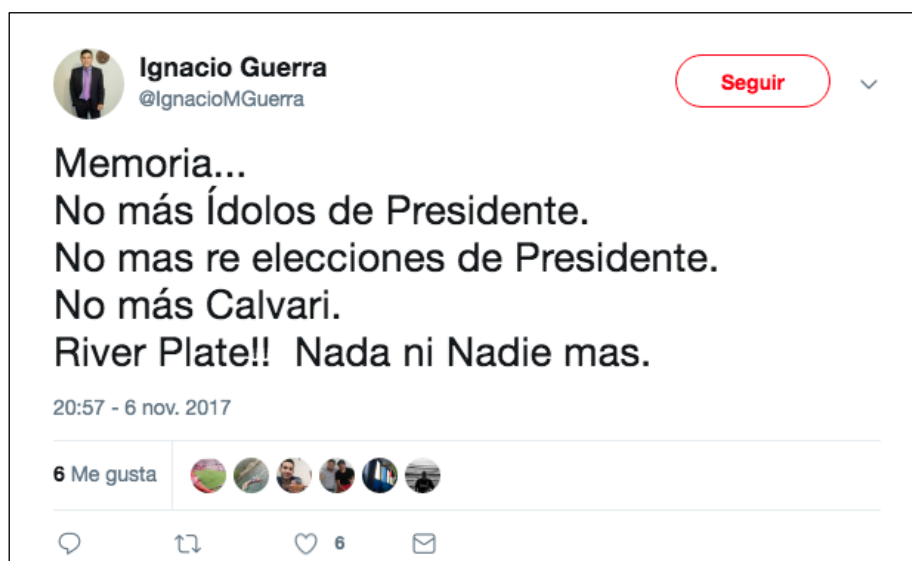 Ignacio Guerra
@IgnacioMGuerra
Seguir
Memoria...
No más Ídolos de Presidente.
No mas re elecciones de Presidente.
No más Calvari.
River Plate!!  Nada ni Nadie mas.
20:57 - 6 nov. 2017
6 Me gusta
6